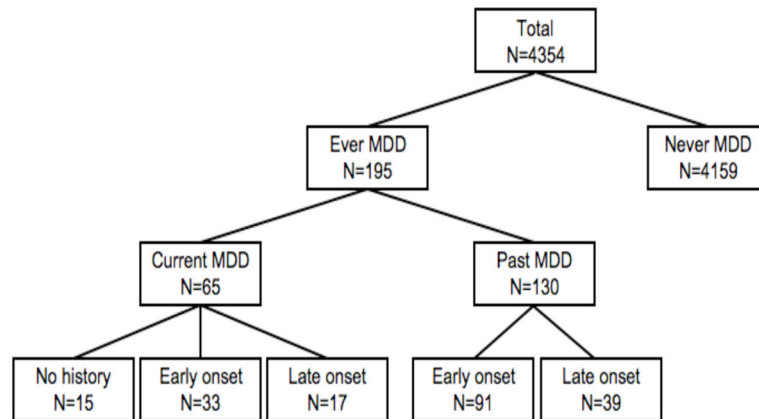 Total
N=4354
Ever MDD
N=195
Never MDD
N=4159
Current MDD
N=65
Past MDD
N=130
No history
N=15
Early onset
N=33
Late onset
N=17
Early onset
N=91
Late onset
N=39